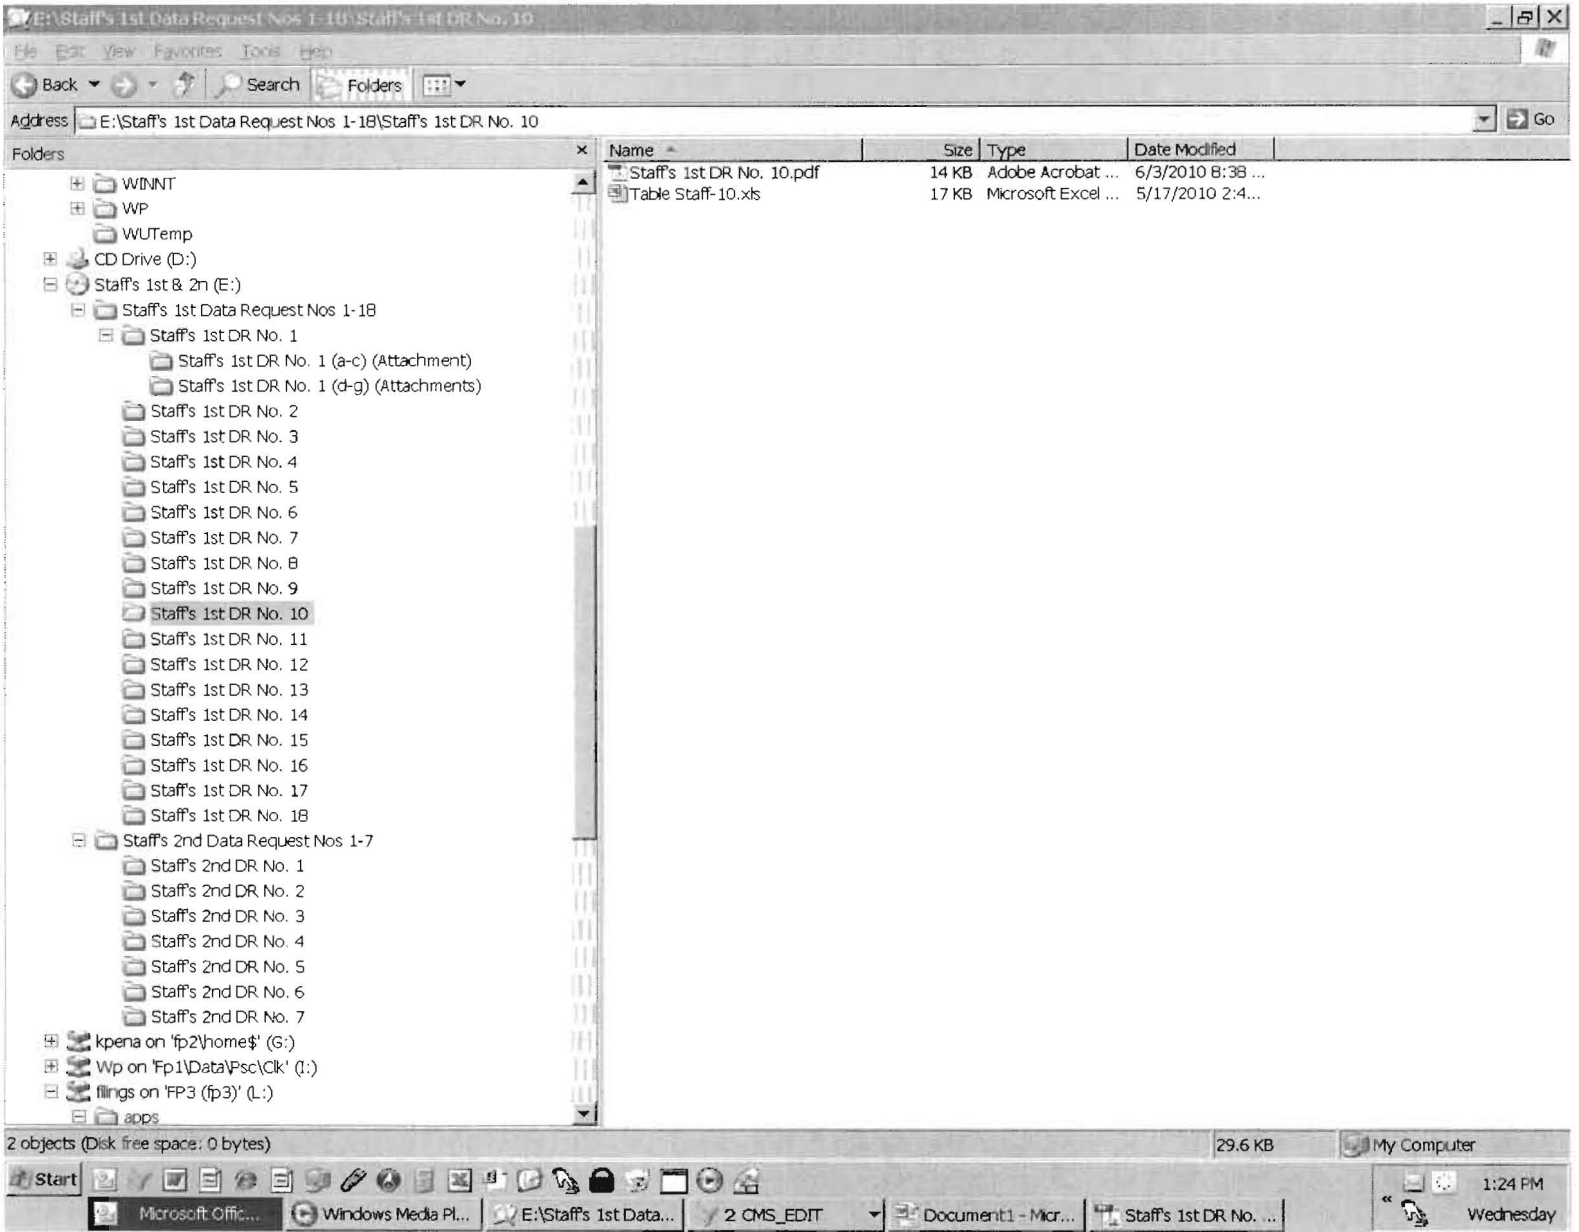 E:\Staff's 1st Data Request Nos 1-18\Staff's 1st DR No. 10
File Edit View Favorites Tools Help
Back Search Folders
Address E:\Staff's 1st Data Request Nos 1-18\Staff's 1st DR No. 10 Go
Folders × Name Size Type Date Modified
Staff's 1st DR No. 10.pdf 14 KB Adobe Acrobat ... 6/3/2010 8:38 ...
Table Staff-10.xls 17 KB Microsoft Excel ... 5/17/2010 2:4...
WINNT
WP
WUTemp
CD Drive (D:)
Staff's 1st & 2n (E:)
Staff's 1st Data Request Nos 1-18
Staff's 1st DR No. 1
Staff's 1st DR No. 1 (a-c) (Attachment)
Staff's 1st DR No. 1 (d-g) (Attachments)
Staff's 1st DR No. 2
Staff's 1st DR No. 3
Staff's 1st DR No. 4
Staff's 1st DR No. 5
Staff's 1st DR No. 6
Staff's 1st DR No. 7
Staff's 1st DR No. 8
Staff's 1st DR No. 9
Staff's 1st DR No. 10
Staff's 1st DR No. 11
Staff's 1st DR No. 12
Staff's 1st DR No. 13
Staff's 1st DR No. 14
Staff's 1st DR No. 15
Staff's 1st DR No. 16
Staff's 1st DR No. 17
Staff's 1st DR No. 18
Staff's 2nd Data Request Nos 1-7
Staff's 2nd DR No. 1
Staff's 2nd DR No. 2
Staff's 2nd DR No. 3
Staff's 2nd DR No. 4
Staff's 2nd DR No. 5
Staff's 2nd DR No. 6
Staff's 2nd DR No. 7
kpena on 'fp2\home$' (G:)
Wp on 'Fp1\Data\Psc\Clk' (I:)
filings on 'FP3 (fp3)' (L:)
apps
2 objects (Disk free space: 0 bytes) 29.6 KB My Computer
Start « 1:24 PM
Microsoft Offic... Windows Media Pl... E:\Staff's 1st Data... 2 CMS_EDIT Document1 - Micr... Staff's 1st DR No. ... Wednesday